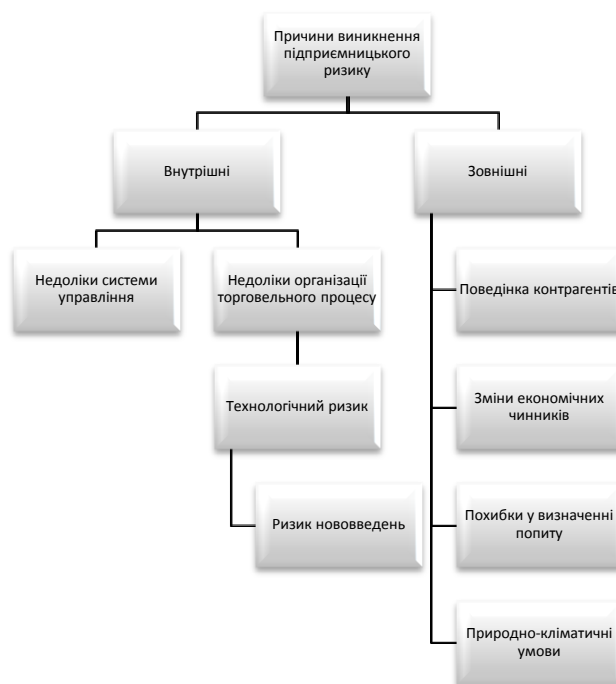 Причини виникнення
підприємницького
ризику
Внутрішні
Зовнішні
Недоліки системи
управління
Недоліки організації
торговельного процесу
Технологічний ризик
Ризик нововведень
Поведінка контрагентів
Зміни економічних
чинників
Похибки у визначенні
попиту
Природно-кліматичні
умови